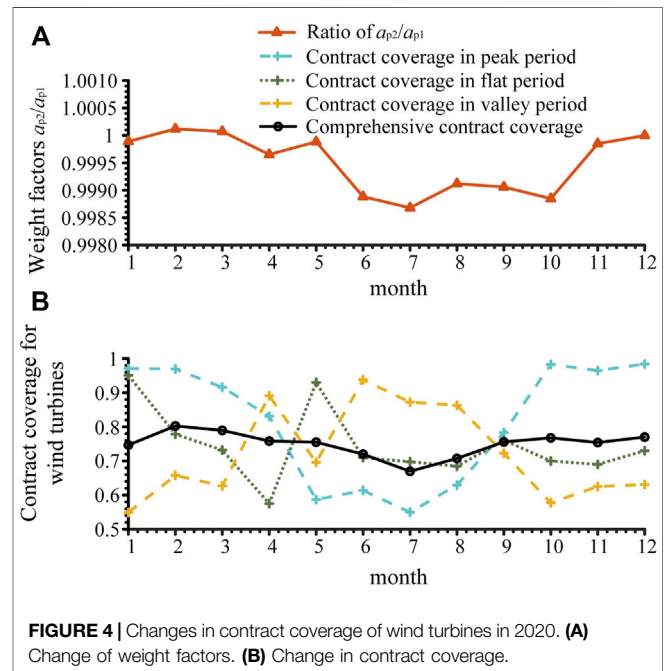 A
Ratio of ap2/ap1
Contract coverage in peak period
Contract coverage in flat period
Contract coverage in valley period
Comprehensive contract coverage
Weight factors ap2/ap1
1.0010
1.0005
1
0.9995
0.9990
0.9985
0.9980
1 2 3 4 5 6 7 8 9 10 11 12
month
B
Contract coverage for
wind turbines
1
0.9
0.8
0.7
0.6
0.5
1 2 3 4 5 6 7 8 9 10 11 12
month
FIGURE 4 | Changes in contract coverage of wind turbines in 2020. (A)
Change of weight factors. (B) Change in contract coverage.